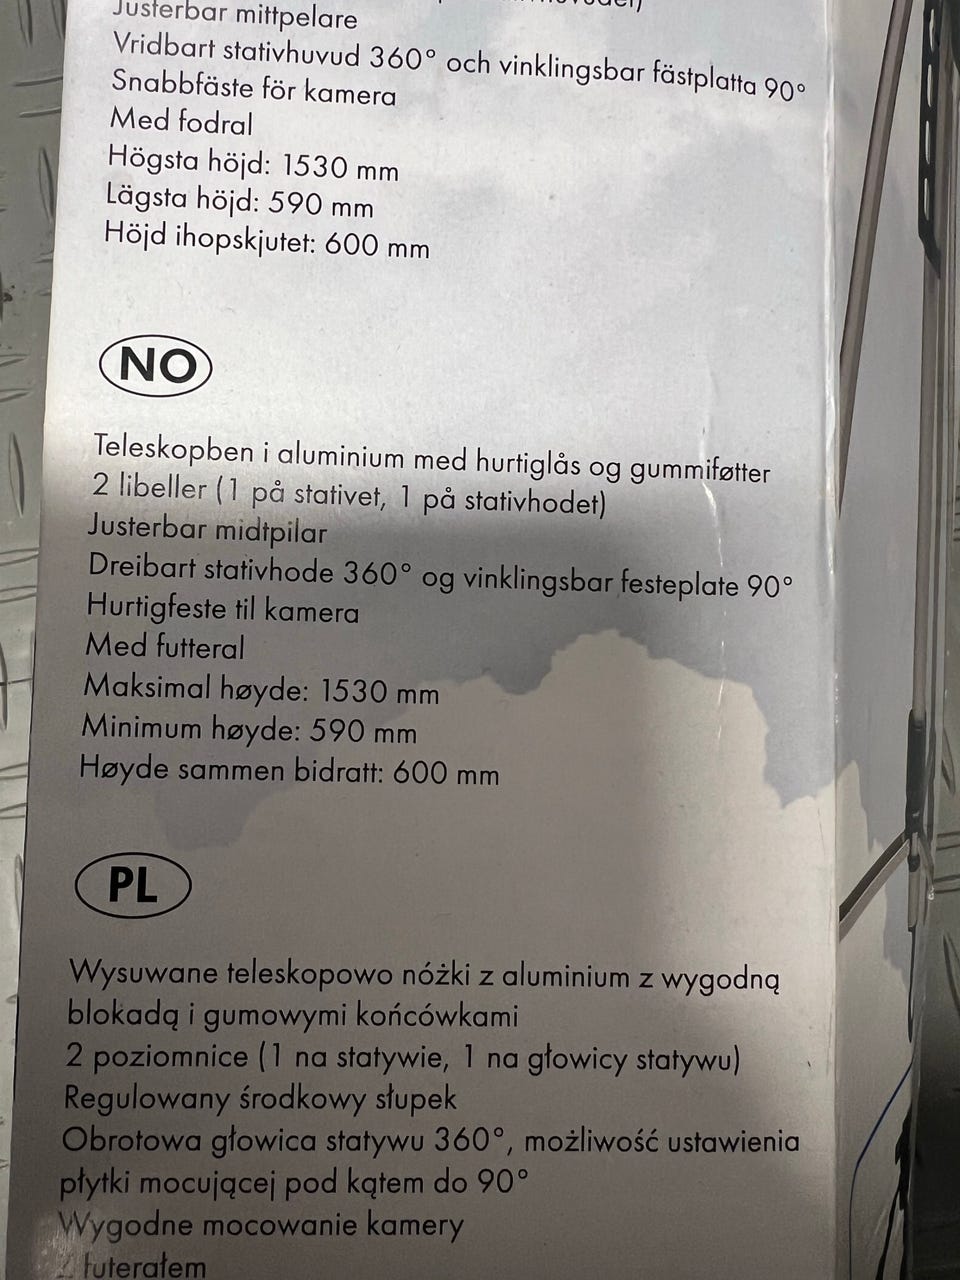 Justerbar mittpelare
Vridbart stativhuvud 360° och vinklingsbar fästplatta 90°
Snabbfäste för kamera
Med fodral
Högsta höjd: 1530 mm
Lägsta höjd: 590 mm
Höjd ihopskjutet: 600 mm
NO
Teleskopben i aluminium med hurtiglås og gummiføtter
2 libeller (1 på stativet, 1 på stativhodet)
Justerbar midtpilar
Dreibart stativhode 360° og vinklingsbar festeplate 90°
Hurtigfeste til kamera
Med futteral
Maksimal høyde: 1530 mm
Minimum høyde: 590 mm
Høyde sammen bidratt: 600 mm
PL
Wysuwane teleskopowo nóżki z aluminium z wygodną
blokadą i gumowymi końcówkami
2 poziomnice (1 na statywie, 1 na głowicy statywu)
Regulowany środkowy słupek
Obrotowa głowica statywu 360°, możliwość ustawienia
płytki mocującej pod kątem do 90°
Wygodne mocowanie kamery
futerałem